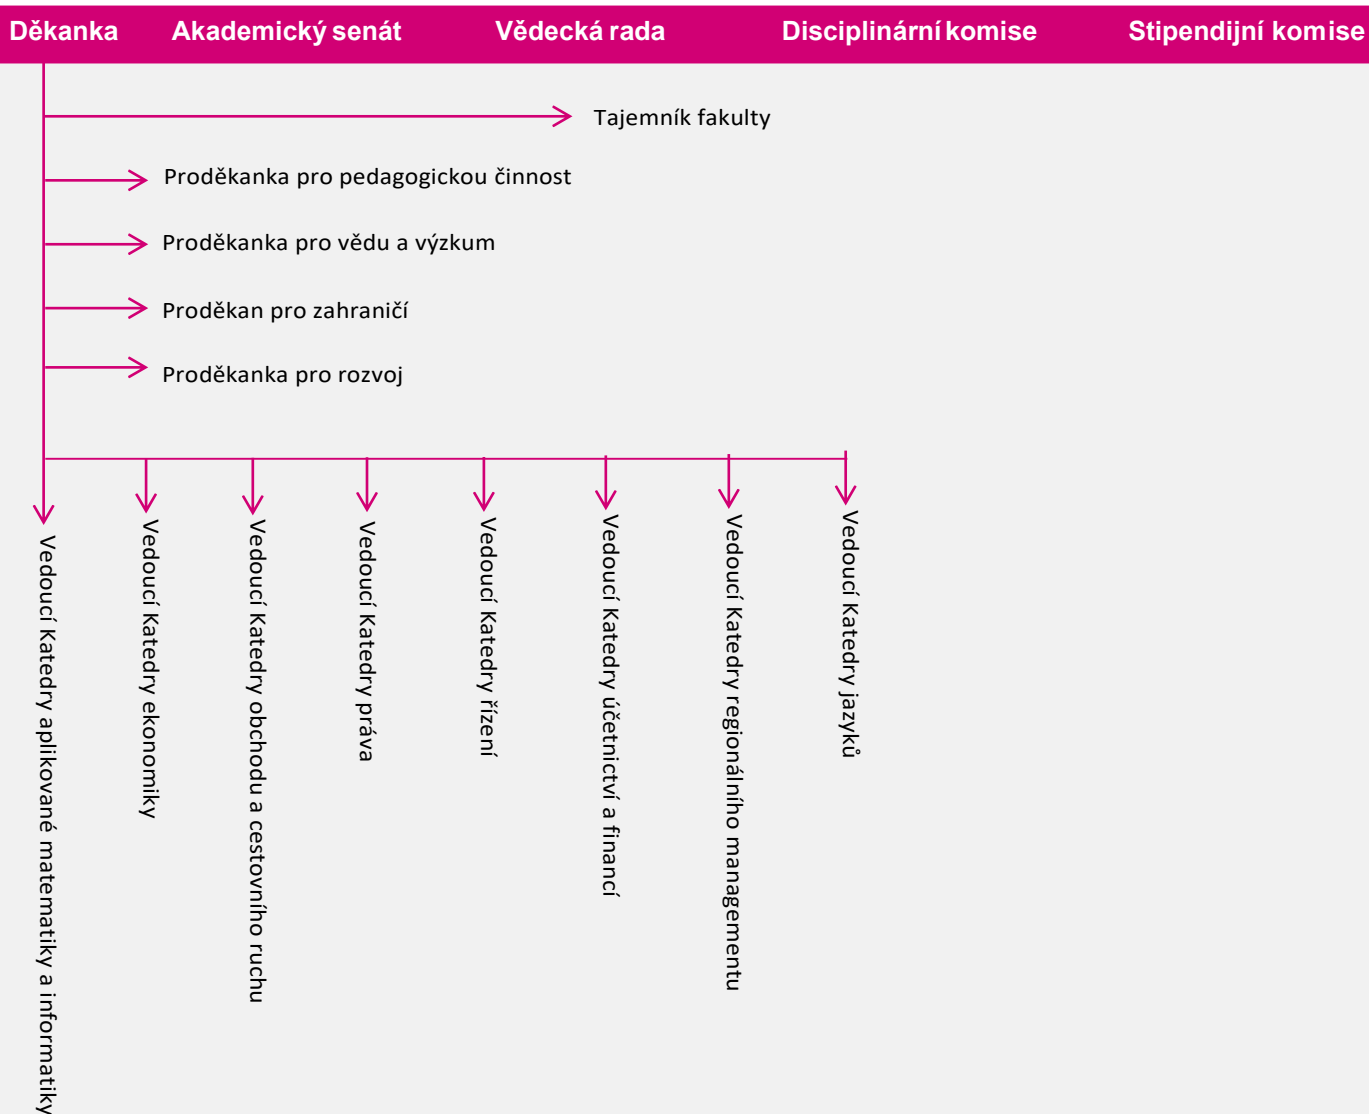 Děkanka Akademický senát Vědecká rada Disciplinární komise Stipendijní komise
Tajemník fakulty
Proděkanka pro pedagogickou činnost
Proděkanka pro vědu a výzkum
Proděkan pro zahraničí
Proděkanka pro rozvoj
Vedoucí Katedry aplikované matematiky a informatiky
Vedoucí Katedry ekonomiky
Vedoucí Katedry obchodu a cestovního ruchu
Vedoucí Katedry práva
Vedoucí Katedry řízení
Vedoucí Katedry účetnictví a financí
Vedoucí Katedry regionálního managementu
Vedoucí Katedry jazyků